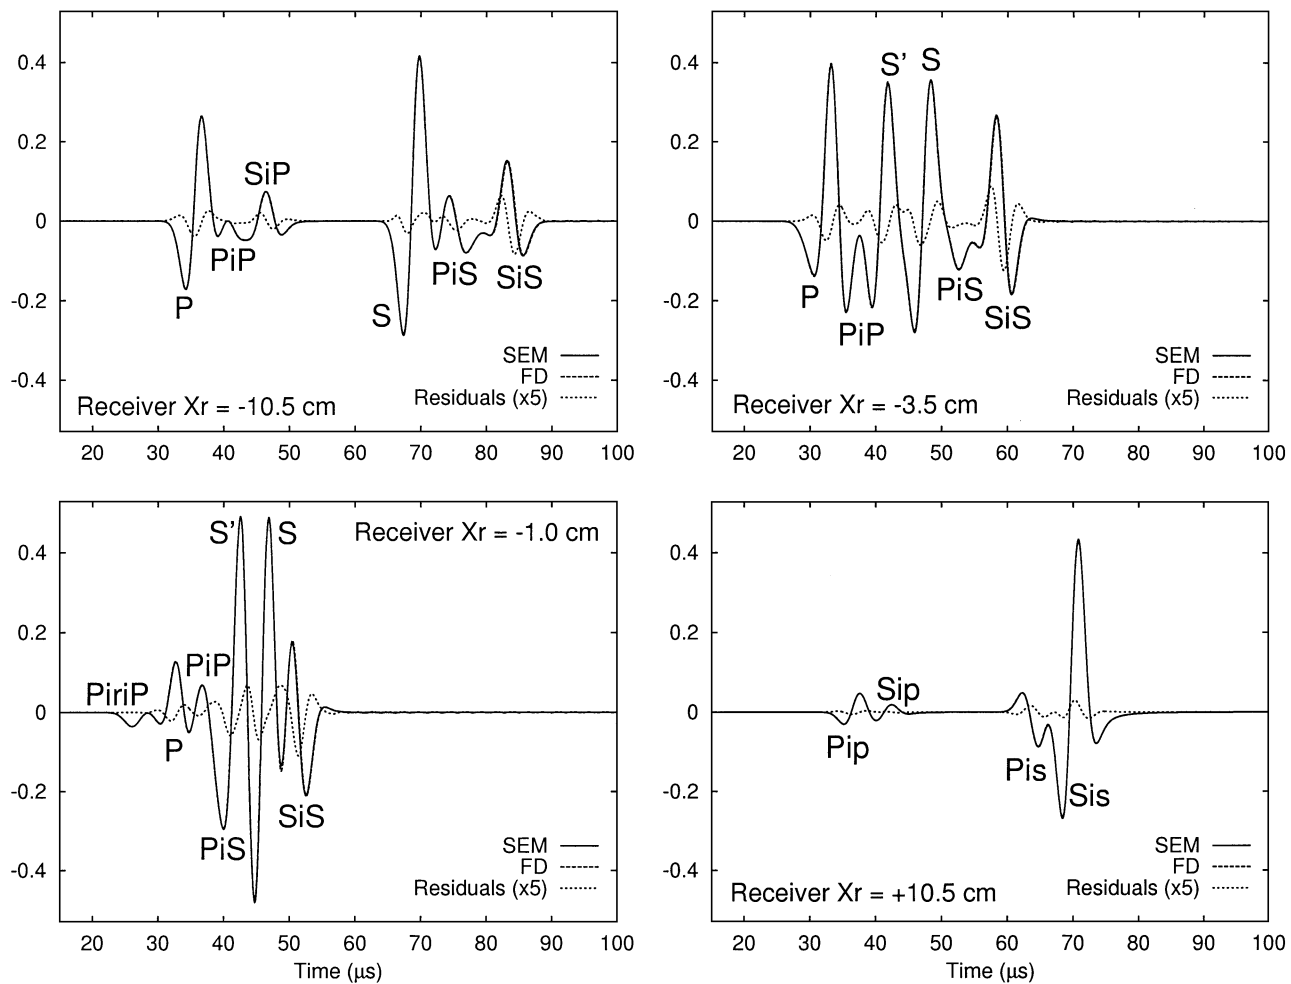 0.4
0.2
0
-0.2
-0.4
SiP
PiP
P
S
PiS
SiS
SEM
FD
Residuals (x5)
Receiver Xr = -10.5 cm
20 30 40 50 60 70 80 90 100
0.4
0.2
0
-0.2
-0.4
S' S
P
PiP
PiS
SiS
SEM
FD
Residuals (x5)
Receiver Xr = -3.5 cm
20 30 40 50 60 70 80 90 100
0.4
0.2
0
-0.2
-0.4
S' S
Receiver Xr = -1.0 cm
PiriP
PiP
P
PiS
SiS
SEM
FD
Residuals (x5)
20 30 40 50 60 70 80 90 100
Time (μs)
0.4
0.2
0
-0.2
-0.4
Sip
Pip
Pis
Sis
SEM
FD
Residuals (x5)
Receiver Xr = +10.5 cm
20 30 40 50 60 70 80 90 100
Time (μs)